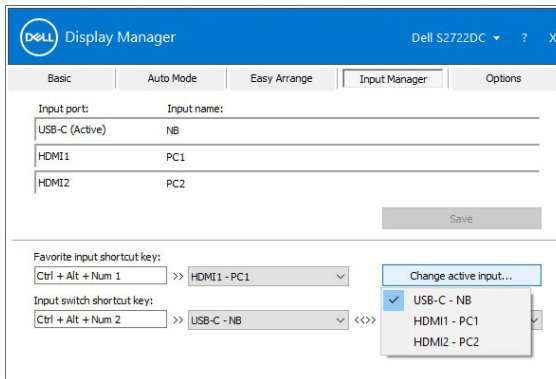 DELL Display Manager Dell S2722DC ? X
Basic Auto Mode Easy Arrange Input Manager Options
Input port: Input name:
USB-C (Active) NB
HDMI1 PC1
HDMI2 PC2
Save
Favorite input shortcut key:
Ctrl + Alt + Num 1 >> HDMI1 - PC1 Change active input...
Input switch shortcut key:
Ctrl + Alt + Num 2 >> USB-C - NB <<>>
USB-C - NB
HDMI1 - PC1
HDMI2 - PC2